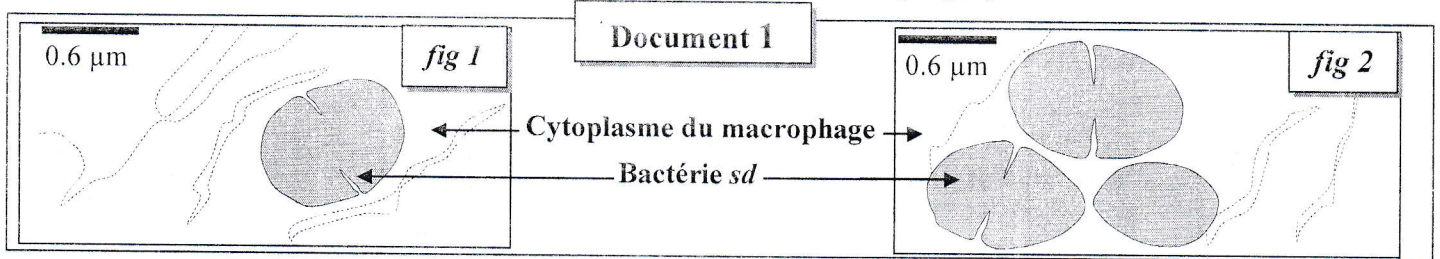 Document 1
0.6 µm
fig 1
0.6 µm
fig 2
Cytoplasme du macrophage
Bactérie sd